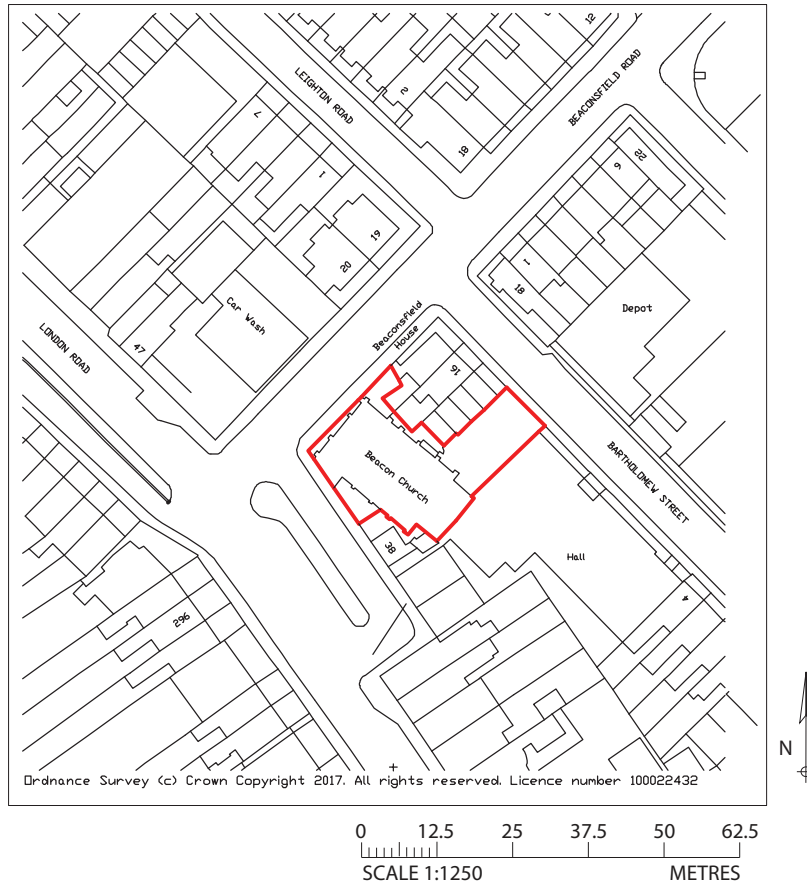 12
2
LEIGHTON ROAD
BEACONSFIELD ROAD
7
18
1
22
6
19
20
1
18
Car Wash
Depot
47
LONDON ROAD
Beaconsfield
House
16
Beacon Church
BARTHOLOMEW STREET
38
Hall
4
296
Ordnance Survey (c) Crown Copyright 2017. All rights reserved. Licence number 100022432
N
0 12.5 25 37.5 50 62.5
SCALE 1:1250 METRES